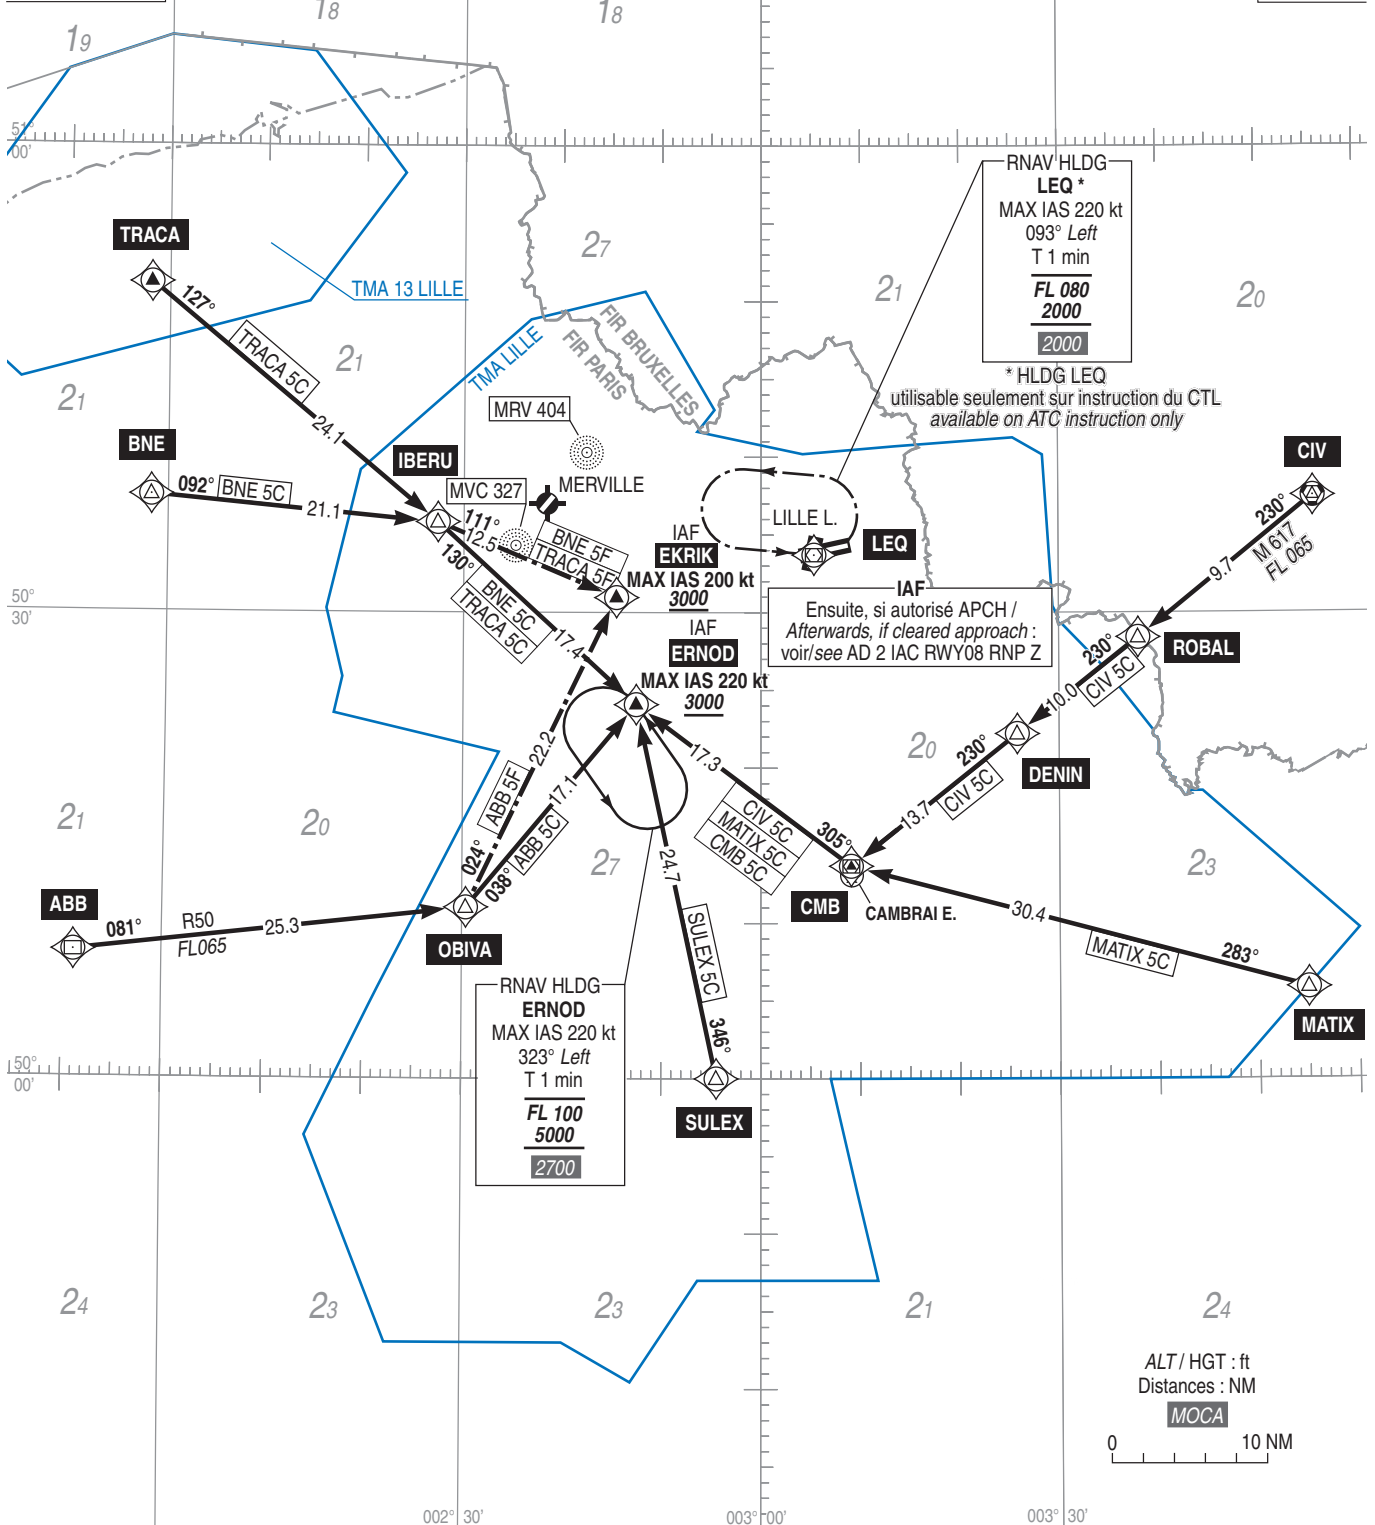 18
18
19
51°
00'
RNAV HLDG
LEQ *
MAX IAS 220 kt
093° Left
T 1 min
FL 080
2000
2000
* HLDG LEQ
utilisable seulement sur instruction du CTL
available on ATC instruction only
TRACA
27
21
20
TMA 13 LILLE
127°
TRACA 5C
24.1
21
21
TMA LILLE
FIR BRUXELLES
FIR PARIS
MRV 404
BNE
IBERU
CIV
092°
BNE 5C
21.1
MVC 327
MERVILLE
LILLE L.
LEQ
230°
M 617
FL 065
9.7
111°
12.5
BNE 5F
TRACA 5F
IAF
EKRIK
MAX IAS 200 kt
3000
130°
BNE 5C
TRACA 5C
17.4
IAF
ERNOD
MAX IAS 220 kt
3000
IAF
Ensuite, si autorisé APCH /
Afterwards, if cleared approach :
voir/see AD 2 IAC RWY08 RNP Z
50°
30'
ROBAL
230°
CIV 5C
10.0
DENIN
230°
CIV 5C
13.7
20
22.2
ABB 5F
17.1
ABB 5C
024°
038°
17.3
CIV 5C
MATIX 5C
CMB 5C
305°
21
20
27
23
24.7
SULEX 5C
346°
CMB
CAMBRAI E.
ABB
081°
R50
FL065
25.3
OBIVA
30.4
MATIX 5C
283°
MATIX
RNAV HLDG
ERNOD
MAX IAS 220 kt
323° Left
T 1 min
FL 100
5000
2700
50°
00'
SULEX
24
23
23
21
24
ALT / HGT : ft
Distances : NM
MOCA
0
10 NM
002° 30'
003° 00'
003° 30'